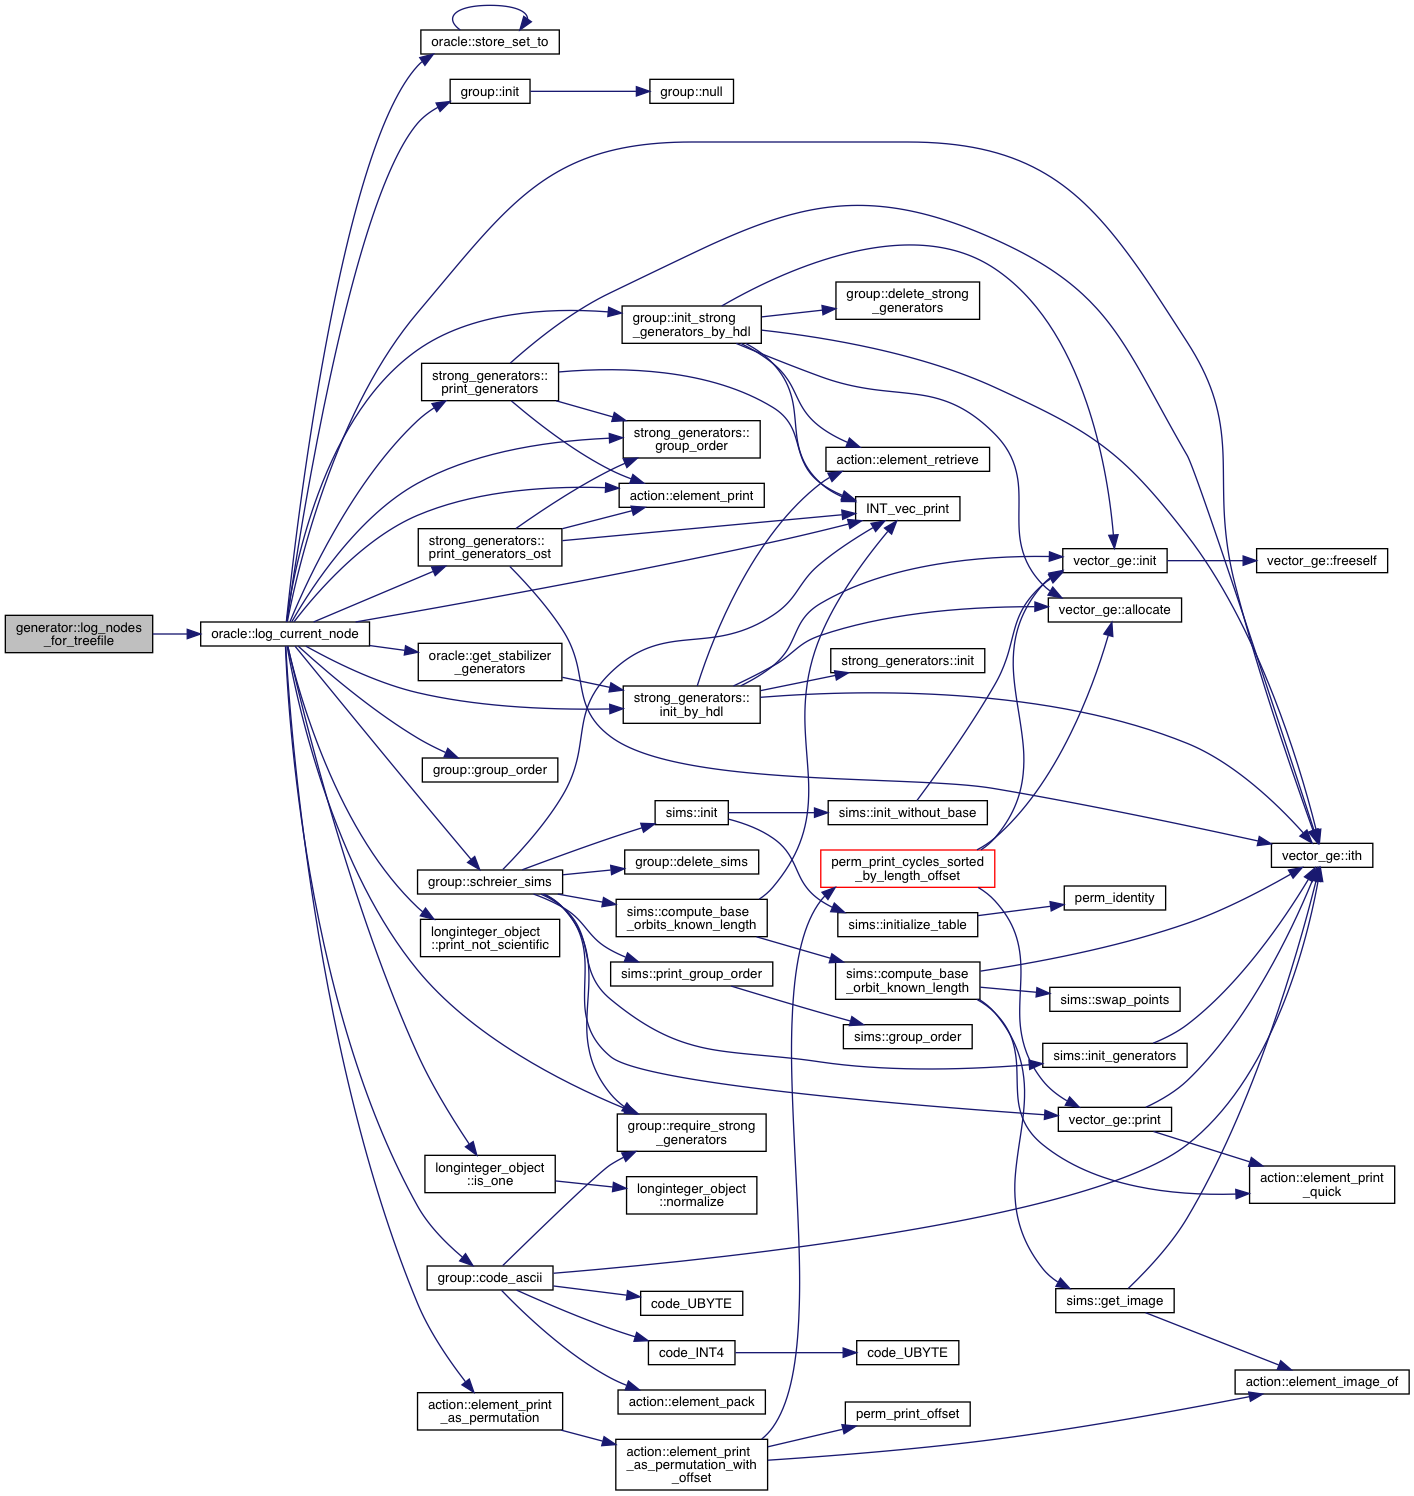 generator::log_nodes
_for_treefile
oracle::log_current_node
oracle::store_set_to
group::init
group::null
strong_generators::
print_generators
strong_generators::
print_generators_ost
oracle::get_stabilizer
_generators
group::group_order
group::schreier_sims
longinteger_object
::print_not_scientific
longinteger_object
::is_one
group::code_ascii
action::element_print
_as_permutation
group::init_strong
_generators_by_hdl
strong_generators::
group_order
action::element_print
strong_generators::
init_by_hdl
sims::init
group::delete_sims
sims::compute_base
_orbits_known_length
sims::print_group_order
group::require_strong
_generators
longinteger_object
::normalize
code_UBYTE
code_INT4
action::element_pack
action::element_print
_as_permutation_with
_offset
group::delete_strong
_generators
action::element_retrieve
INT_vec_print
strong_generators::init
sims::init_without_base
perm_print_cycles_sorted
_by_length_offset
sims::initialize_table
sims::compute_base
_orbit_known_length
sims::group_order
code_UBYTE
perm_print_offset
vector_ge::init
vector_ge::allocate
perm_identity
sims::swap_points
sims::init_generators
vector_ge::print
sims::get_image
vector_ge::freeself
vector_ge::ith
action::element_print
_quick
action::element_image_of